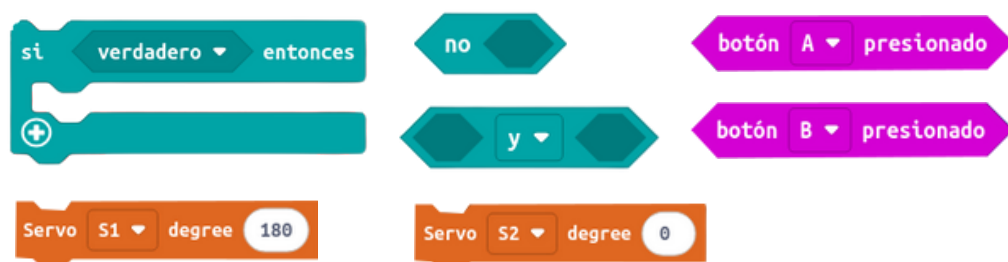 si verdadero entonces
no
botón A presionado
y
botón B presionado
Servo S1 degree 180
Servo S2 degree 0